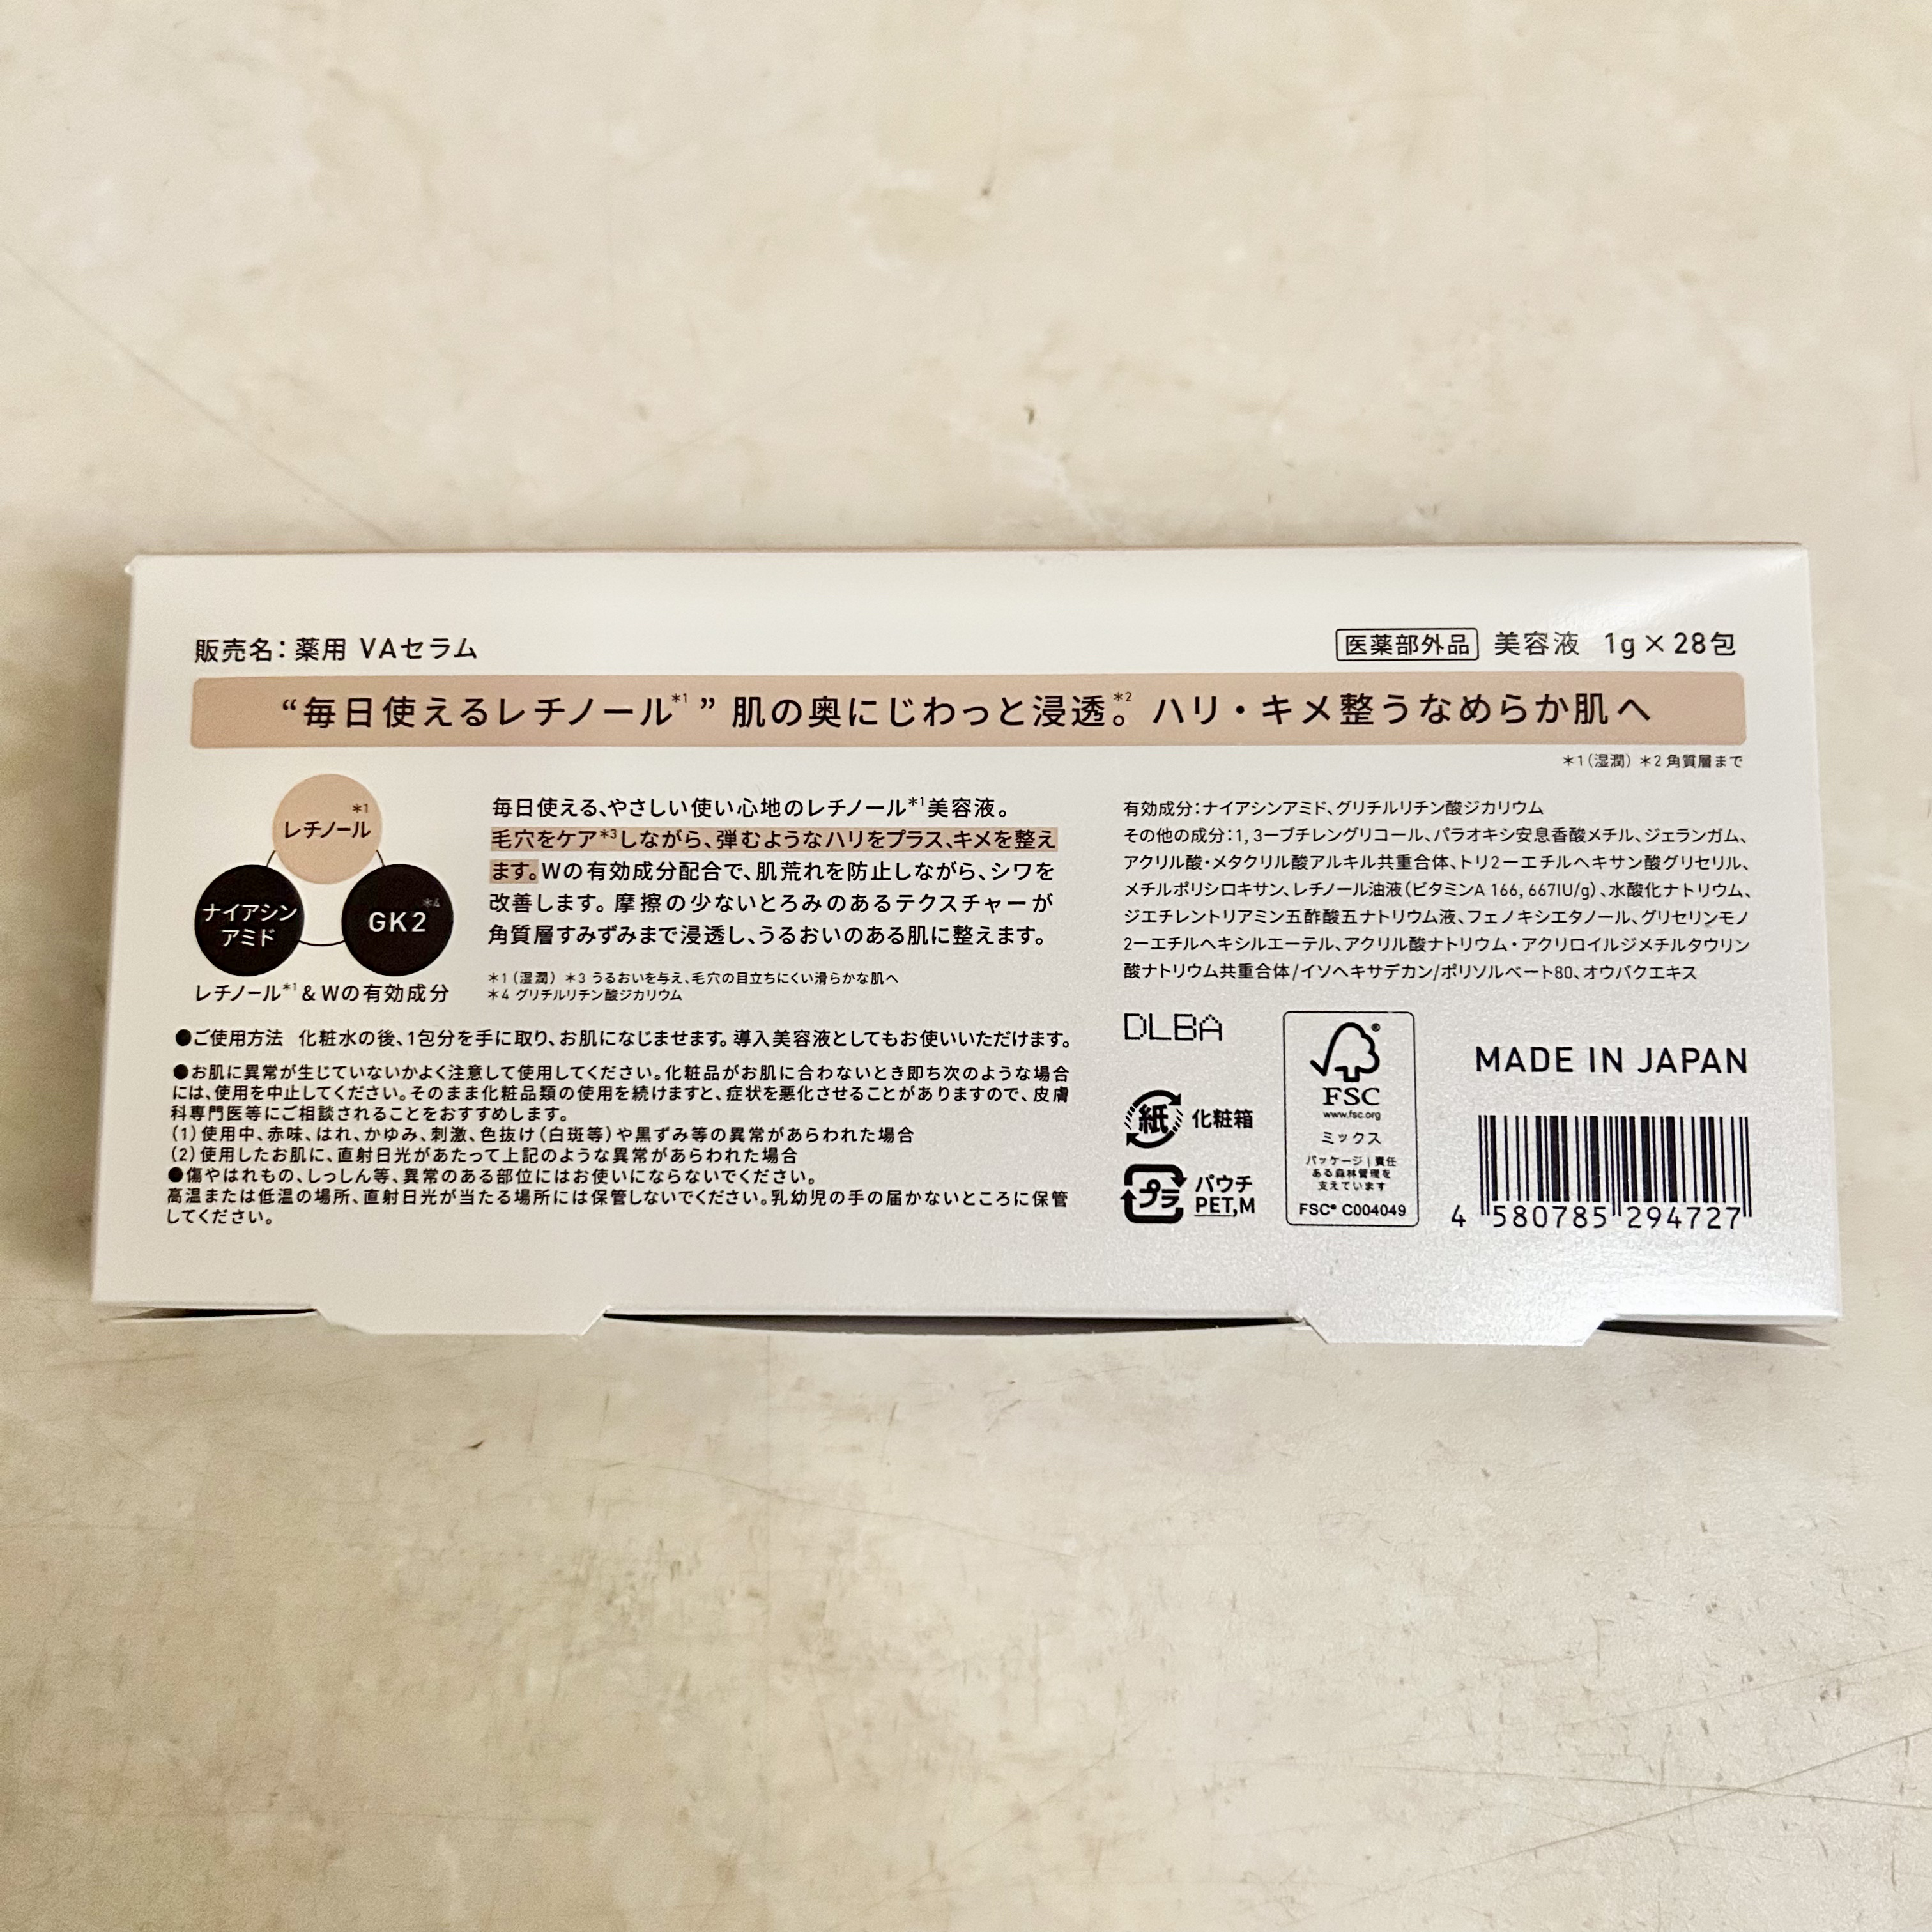 販売名：薬用 VAセラム
医薬部外品 美容液 1g×28包
“毎日使えるレチノール*1” 肌の奥にじわっと浸透*2。ハリ・キメ整うなめらか肌へ
*1（湿潤）*2 角質層まで
*1
レチノール
ナイアシン
アミド
*4
GK2
レチノール*1＆Wの有効成分
毎日使える、やさしい使い心地のレチノール*1美容液。
毛穴をケア*3しながら、弾むようなハリをプラス、キメを整え
ます。Wの有効成分配合で、肌荒れを防止しながら、シワを
改善します。摩擦の少ないとろみのあるテクスチャーが
角質層すみずみまで浸透し、うるおいのある肌に整えます。
*1（湿潤）*3 うるおいを与え、毛穴の目立ちにくい滑らかな肌へ
*4 グリチルリチン酸ジカリウム
●ご使用方法 化粧水の後、1包分を手に取り、お肌になじませます。導入美容液としてもお使いいただけます。
●お肌に異常が生じていないかよく注意して使用してください。化粧品がお肌に合わないとき即ち次のような場合
には、使用を中止してください。そのまま化粧品類の使用を続けますと、症状を悪化させることがありますので、皮膚
科専門医等にご相談されることをおすすめします。
（1）使用中、赤味、はれ、かゆみ、刺激、色抜け（白斑等）や黒ずみ等の異常があらわれた場合
（2）使用したお肌に、直射日光があたって上記のような異常があらわれた場合
●傷やはれもの、しっしん等、異常のある部位にはお使いにならないでください。
高温または低温の場所、直射日光が当たる場所には保管しないでください。乳幼児の手の届かないところに保管
してください。
有効成分：ナイアシンアミド、グリチルリチン酸ジカリウム
その他の成分：1, 3ーブチレングリコール、パラオキシ安息香酸メチル、ジェランガム、
アクリル酸・メタクリル酸アルキル共重合体、トリ2ーエチルヘキサン酸グリセリル、
メチルポリシロキサン、レチノール油液（ビタミンA 166, 667IU/g）、水酸化ナトリウム、
ジエチレントリアミン五酢酸五ナトリウム液、フェノキシエタノール、グリセリンモノ
2ーエチルヘキシルエーテル、アクリル酸ナトリウム・アクリロイルジメチルタウリン
酸ナトリウム共重合体/イソヘキサデカン/ポリソルベート80、オウバクエキス
DLBA
紙 化粧箱
プラ パウチ
PET,M
®
FSC
www.fsc.org
ミックス
パッケージ｜責任
ある森林管理を
支えています
FSC® C004049
MADE IN JAPAN
4 580785 294727